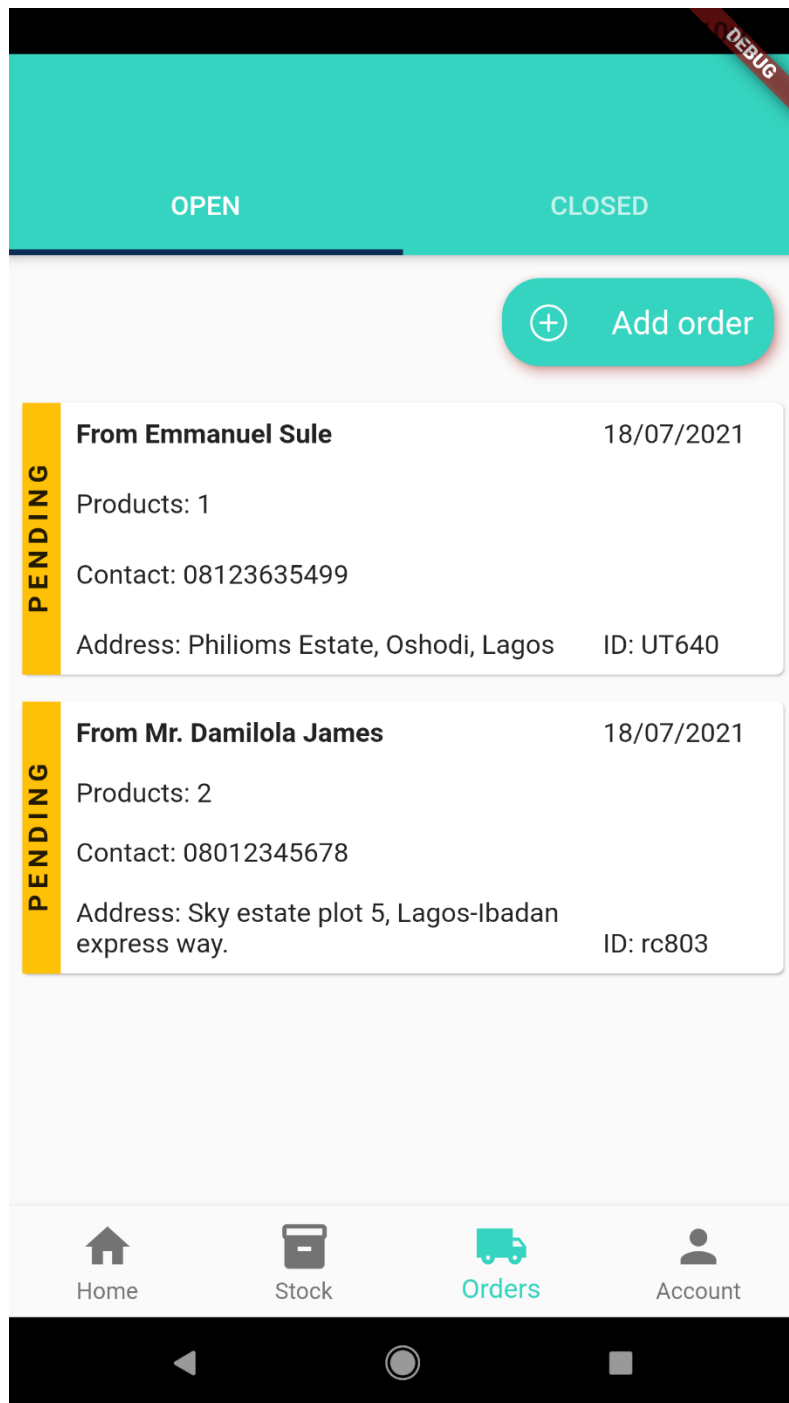 DEBUG
OPEN
CLOSED
Add order
PENDING
From Emmanuel Sule
18/07/2021
Products: 1
Contact: 08123635499
Address: Philioms Estate, Oshodi, Lagos
ID: UT640
PENDING
From Mr. Damilola James
18/07/2021
Products: 2
Contact: 08012345678
Address: Sky estate plot 5, Lagos-Ibadan
express way.
ID: rc803
Home
Stock
Orders
Account